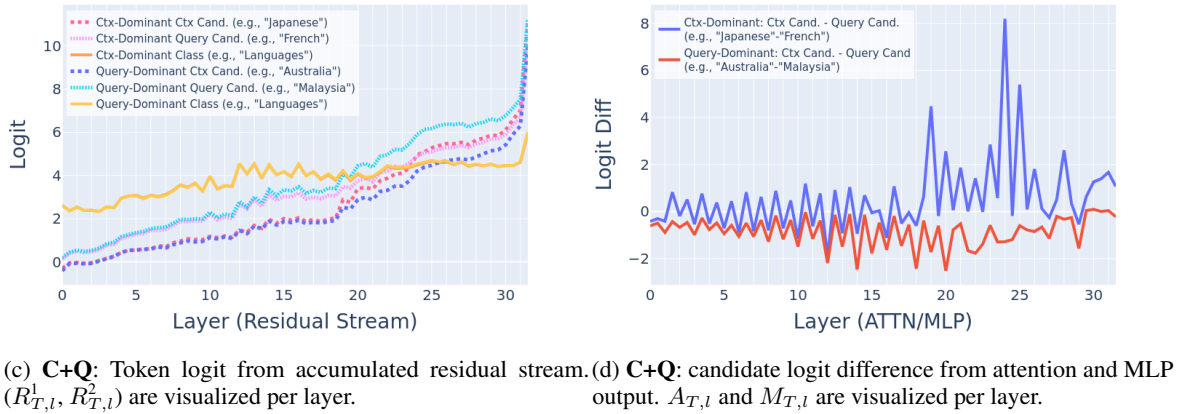 Ctx-Dominant Ctx Cand. (e.g., "Japanese")
Ctx-Dominant Query Cand. (e.g., "French")
Ctx-Dominant Class (e.g., "Languages")
Query-Dominant Ctx Cand. (e.g., "Australia")
Query-Dominant Query Cand. (e.g., "Malaysia")
Query-Dominant Class (e.g., "Languages")
10
8
6
4
2
0
Logit
0 5 10 15 20 25 30
Layer (Residual Stream)
Ctx-Dominant: Ctx Cand. - Query Cand.
(e.g., "Japanese"-"French")
Query-Dominant: Ctx Cand. - Query Cand
(e.g., "Australia"-"Malaysia")
8
6
4
2
0
−2
Logit Diff
0 5 10 15 20 25 30
Layer (ATTN/MLP)
(c) C+Q: Token logit from accumulated residual stream.
(R¹_{T,l}, R²_{T,l}) are visualized per layer.
(d) C+Q: candidate logit difference from attention and MLP
output. A_{T,l} and M_{T,l} are visualized per layer.